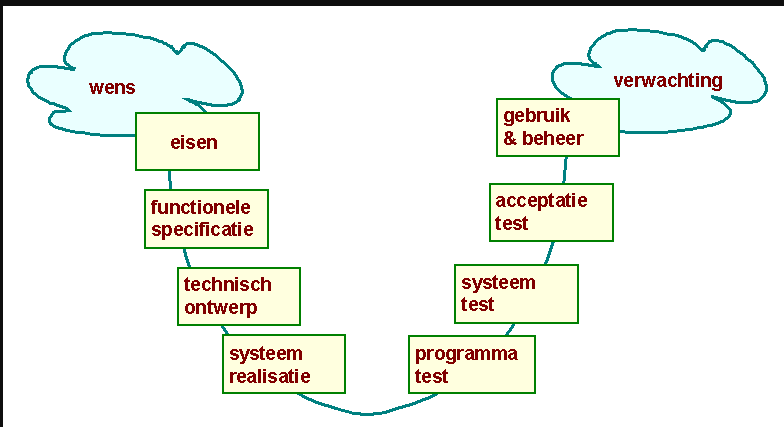 wens
eisen
functionele
specificatie
technisch
ontwerp
systeem
realisatie
programma
test
systeem
test
acceptatie
test
gebruik
& beheer
verwachting